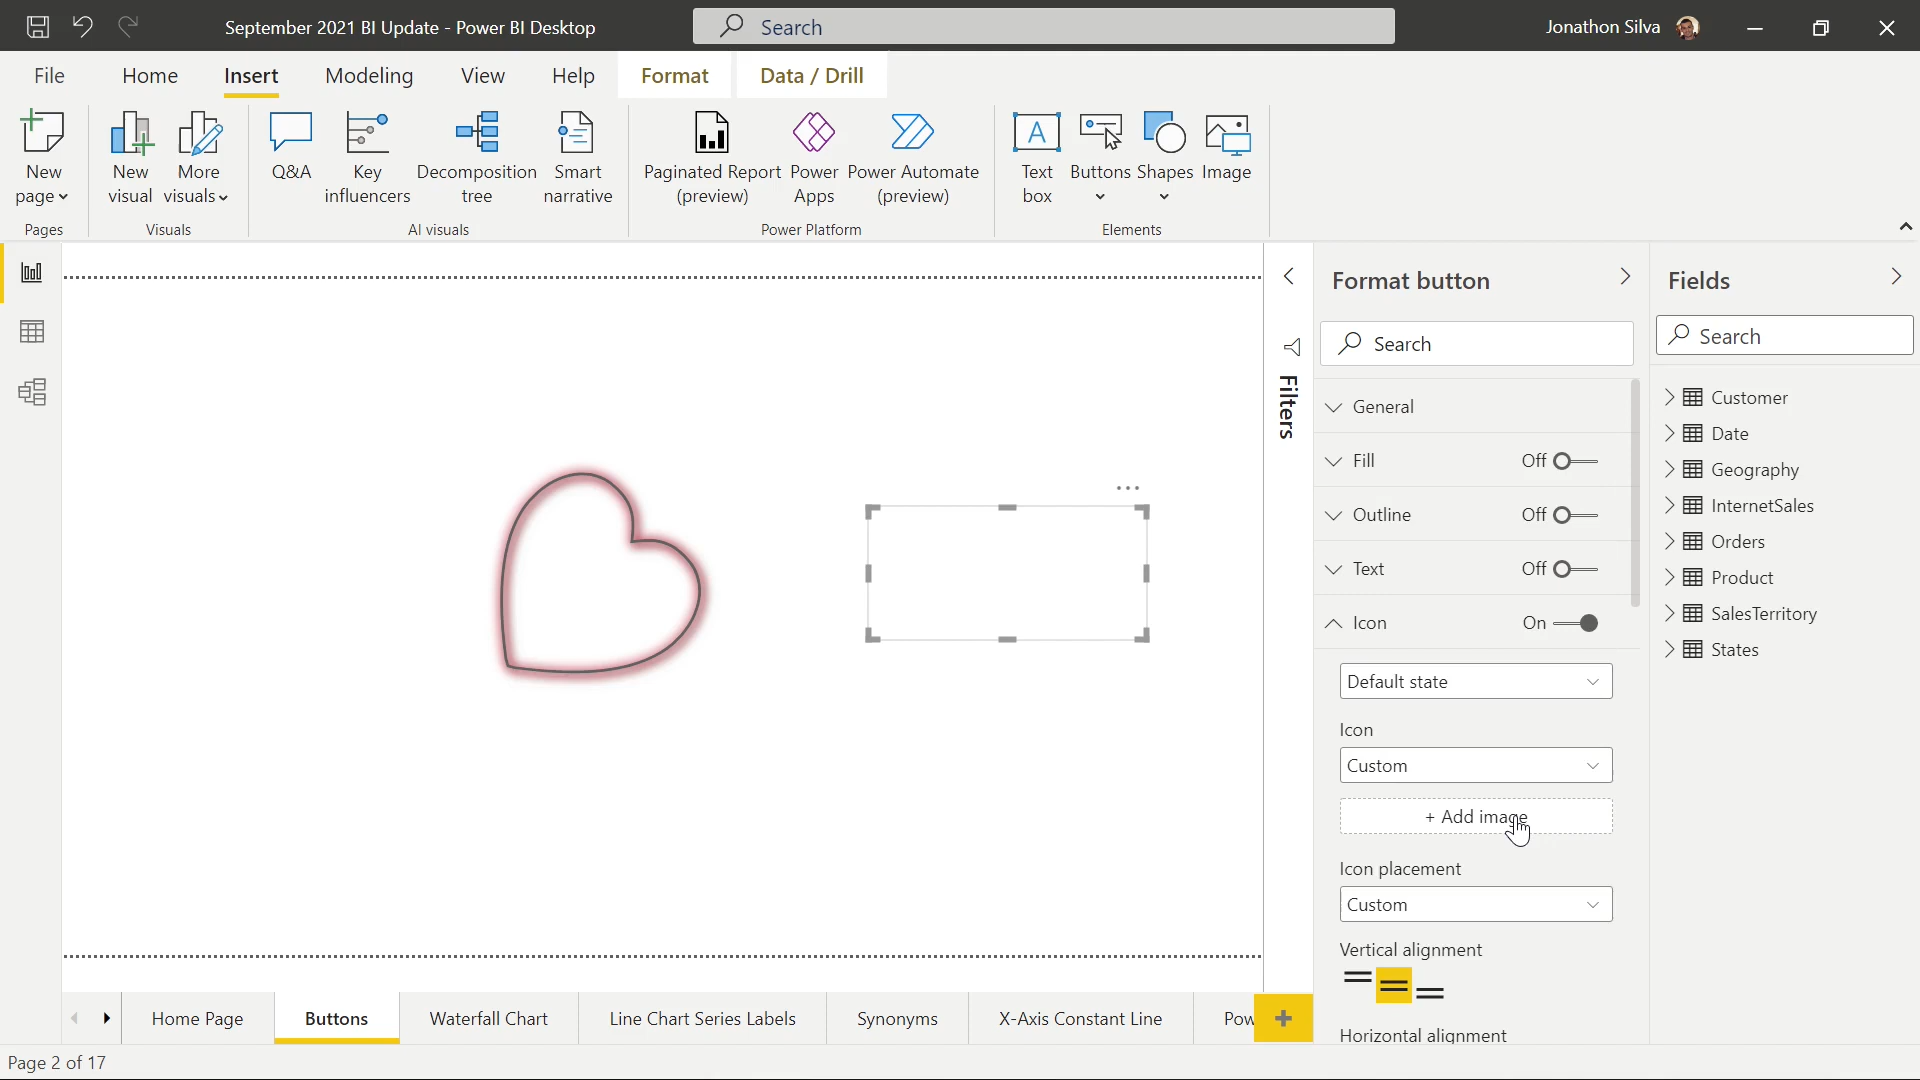 September 2021 BI Update - Power BI Desktop
Search
Jonathon Silva
File Home Insert Modeling View Help Format Data / Drill
New page
New visual
More visuals
Q&A
Key influencers
Decomposition tree
Smart narrative
Paginated Report (preview)
Power Apps
Power Automate (preview)
A
Text box
Buttons
Shapes
Image
Pages
Visuals
AI visuals
Power Platform
Elements
Filters
Format button
Search
General
Fill Off
Outline Off
Text Off
Icon On
Default state
Icon
Custom
+ Add image
Icon placement
Custom
Vertical alignment
Horizontal alignment
Fields
Search
Customer
Date
Geography
InternetSales
Orders
Product
SalesTerritory
States
Home Page Buttons Waterfall Chart Line Chart Series Labels Synonyms X-Axis Constant Line Pow
Page 2 of 17